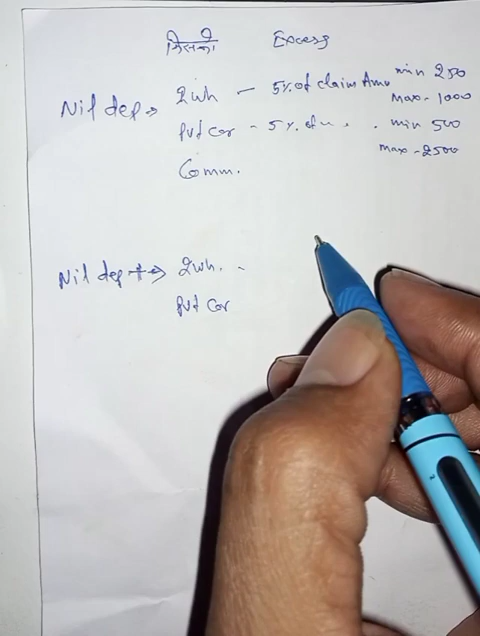 किसको Excess
Nil dep → 2wh - 5% of claim Amu min 250
max - 1000
pvt car - 5% of " . . min 500
max - 2500
Comm.
Nil dep + → 2wh. -
pvt car